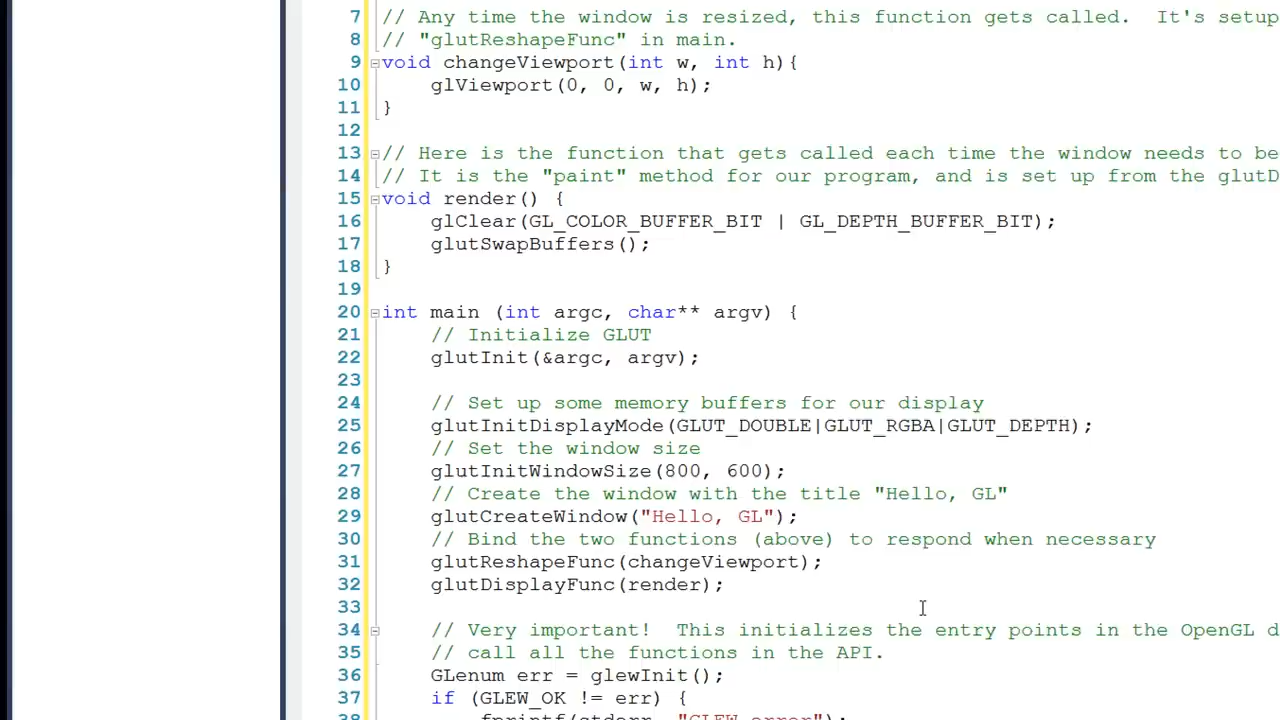 7 // Any time the window is resized, this function gets called.  It's setup
8 // "glutReshapeFunc" in main.
9 void changeViewport(int w, int h){
10     glViewport(0, 0, w, h);
11 }
12
13 // Here is the function that gets called each time the window needs to be
14 // It is the "paint" method for our program, and is set up from the glutD
15 void render() {
16     glClear(GL_COLOR_BUFFER_BIT | GL_DEPTH_BUFFER_BIT);
17     glutSwapBuffers();
18 }
19
20 int main (int argc, char** argv) {
21     // Initialize GLUT
22     glutInit(&argc, argv);
23
24     // Set up some memory buffers for our display
25     glutInitDisplayMode(GLUT_DOUBLE|GLUT_RGBA|GLUT_DEPTH);
26     // Set the window size
27     glutInitWindowSize(800, 600);
28     // Create the window with the title "Hello, GL"
29     glutCreateWindow("Hello, GL");
30     // Bind the two functions (above) to respond when necessary
31     glutReshapeFunc(changeViewport);
32     glutDisplayFunc(render);
33
34     // Very important!  This initializes the entry points in the OpenGL d
35     // call all the functions in the API.
36     GLenum err = glewInit();
37     if (GLEW_OK != err) {
38         fprintf(stderr, "GLEW error");